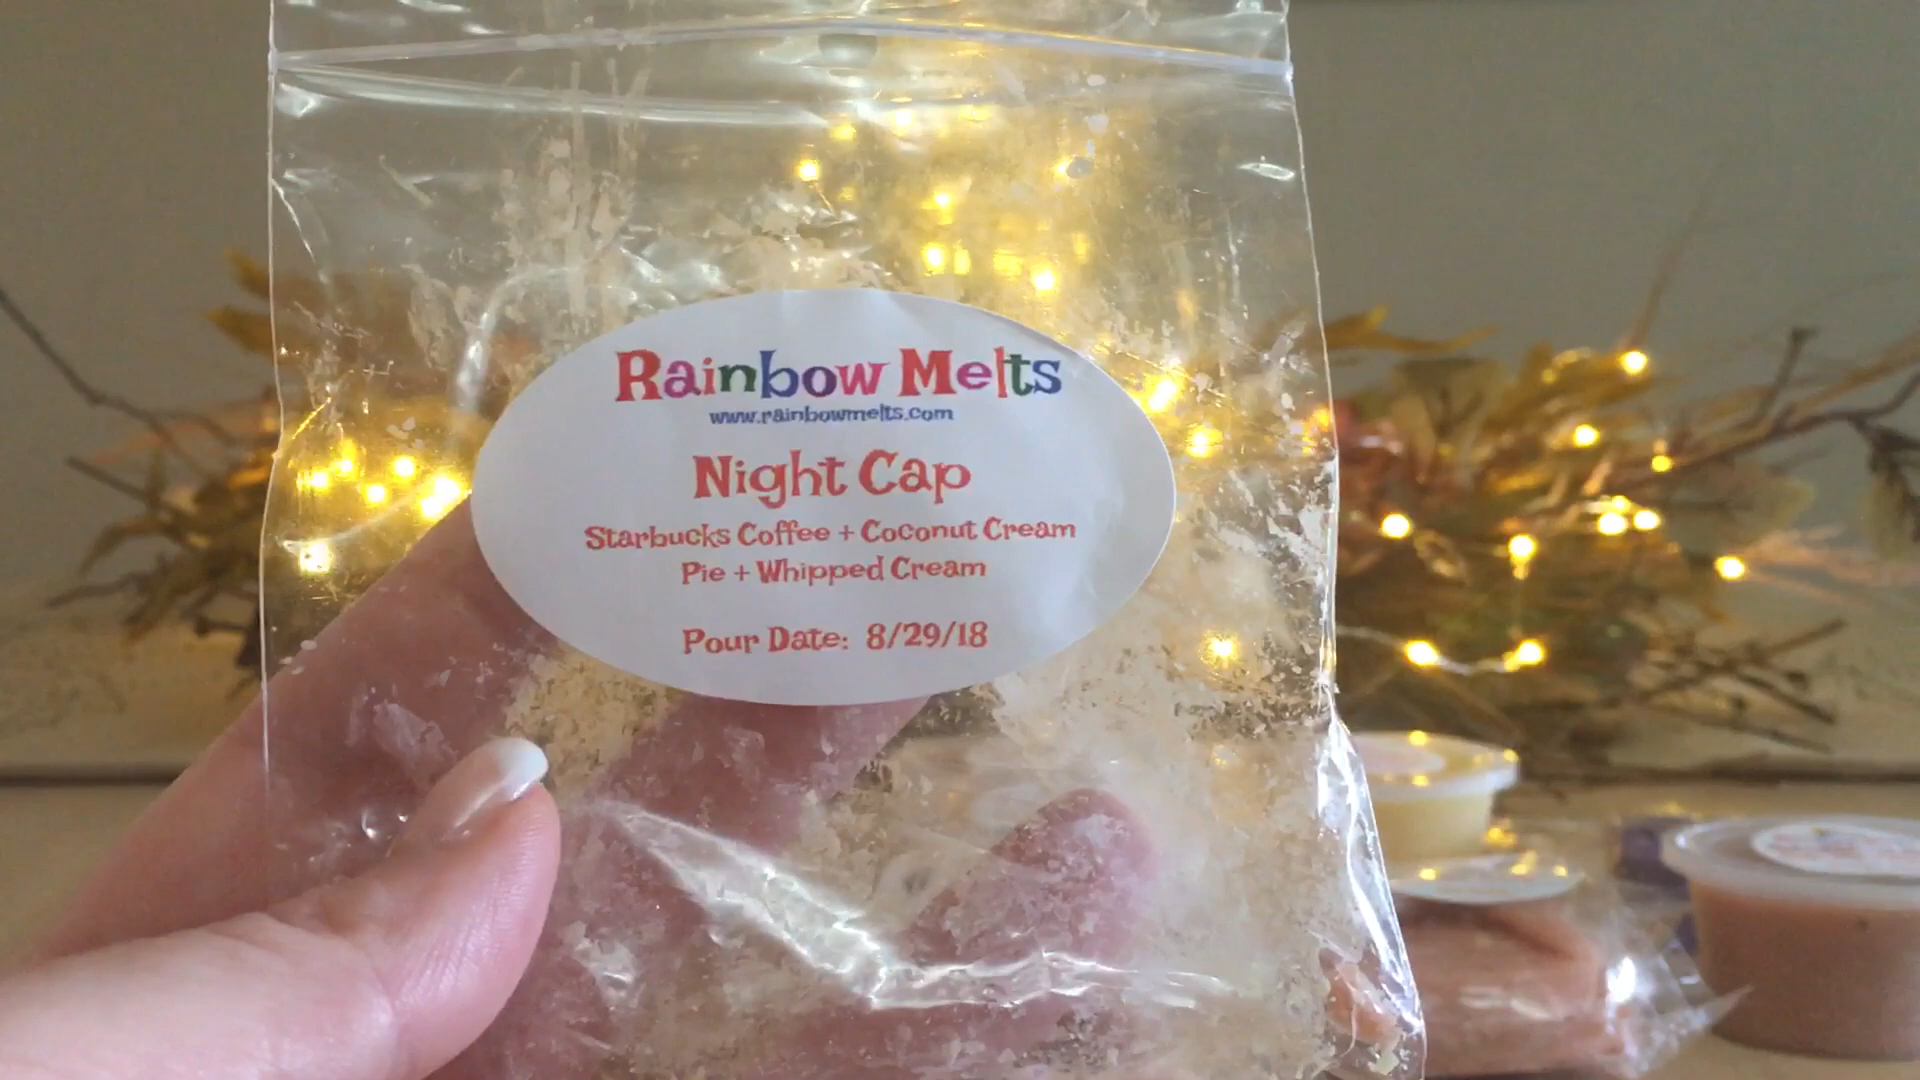 Rainbow Melts
www.rainbowmelts.com
Night Cap
Starbucks Coffee + Coconut Cream
Pie + Whipped Cream
Pour Date: 8/29/18